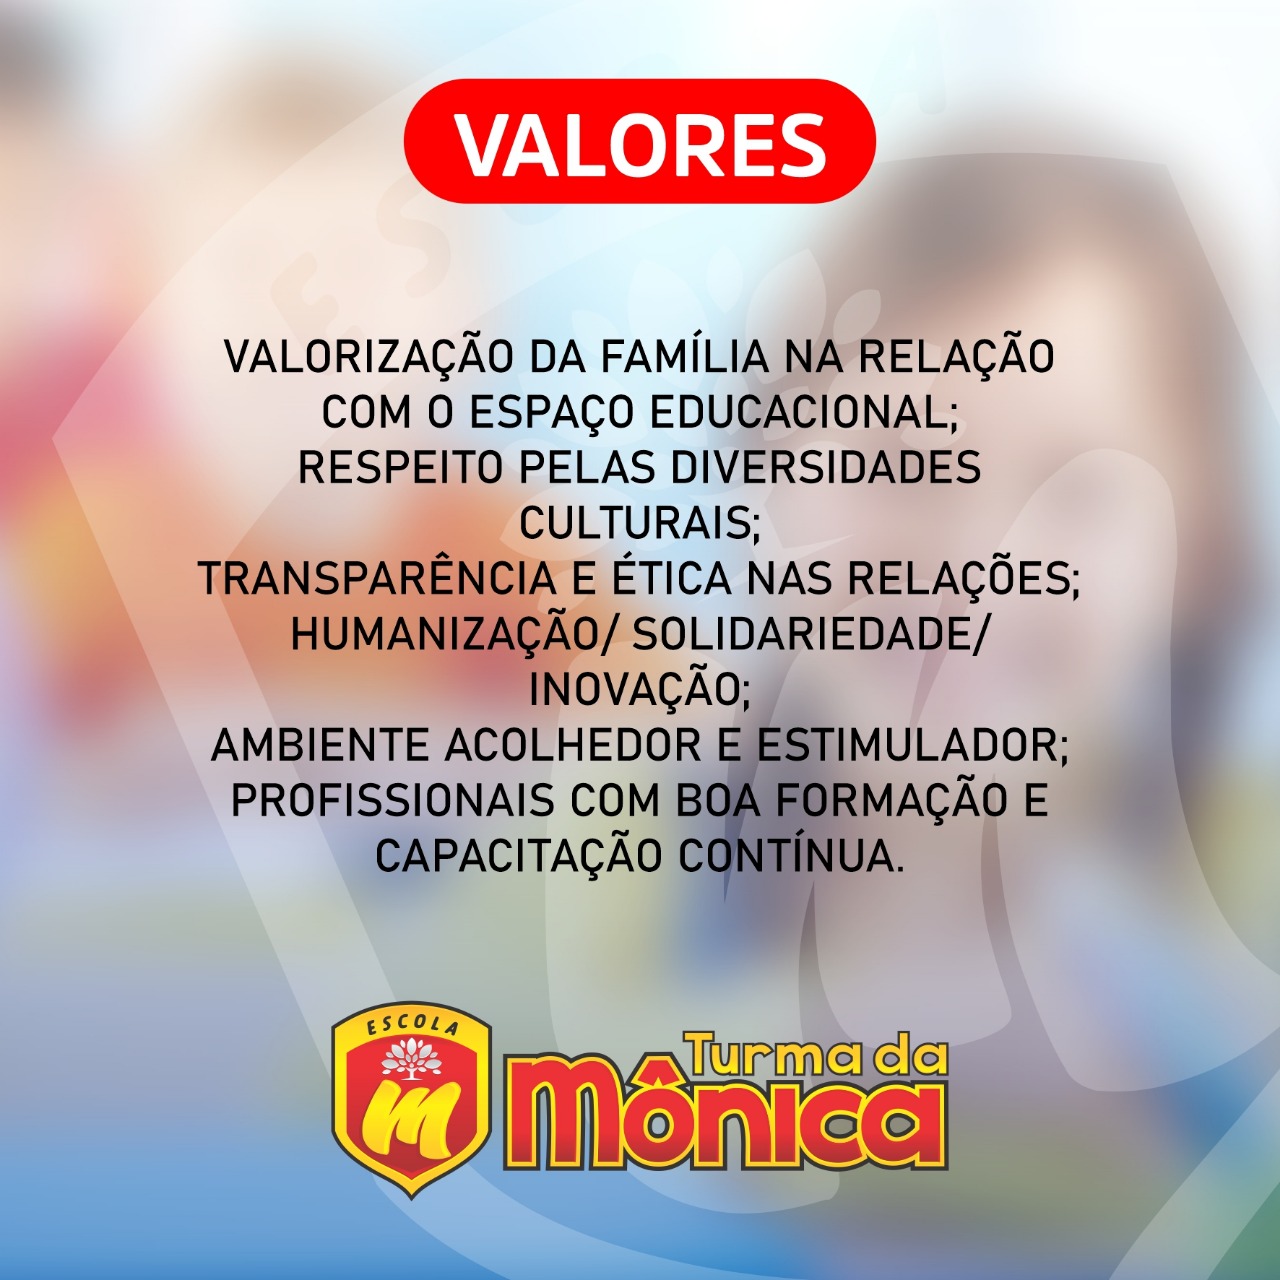 VALORES
VALORIZAÇÃO DA FAMÍLIA NA RELAÇÃO
COM O ESPAÇO EDUCACIONAL;
RESPEITO PELAS DIVERSIDADES
CULTURAIS;
TRANSPARÊNCIA E ÉTICA NAS RELAÇÕES;
HUMANIZAÇÃO/ SOLIDARIEDADE/
INOVAÇÃO;
AMBIENTE ACOLHEDOR E ESTIMULADOR;
PROFISSIONAIS COM BOA FORMAÇÃO E
CAPACITAÇÃO CONTÍNUA.
ESCOLA
m
Turma da
Mônica